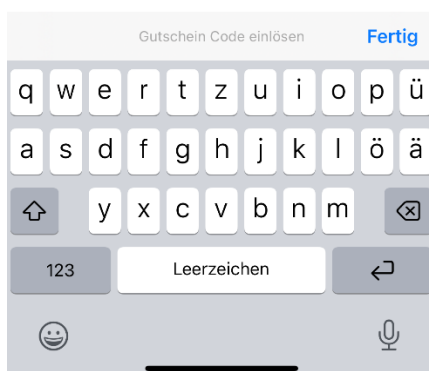 Gutschein Code einlösen Fertig
q w e r t z u i o p ü
a s d f g h j k l ö ä
y x c v b n m
123 Leerzeichen